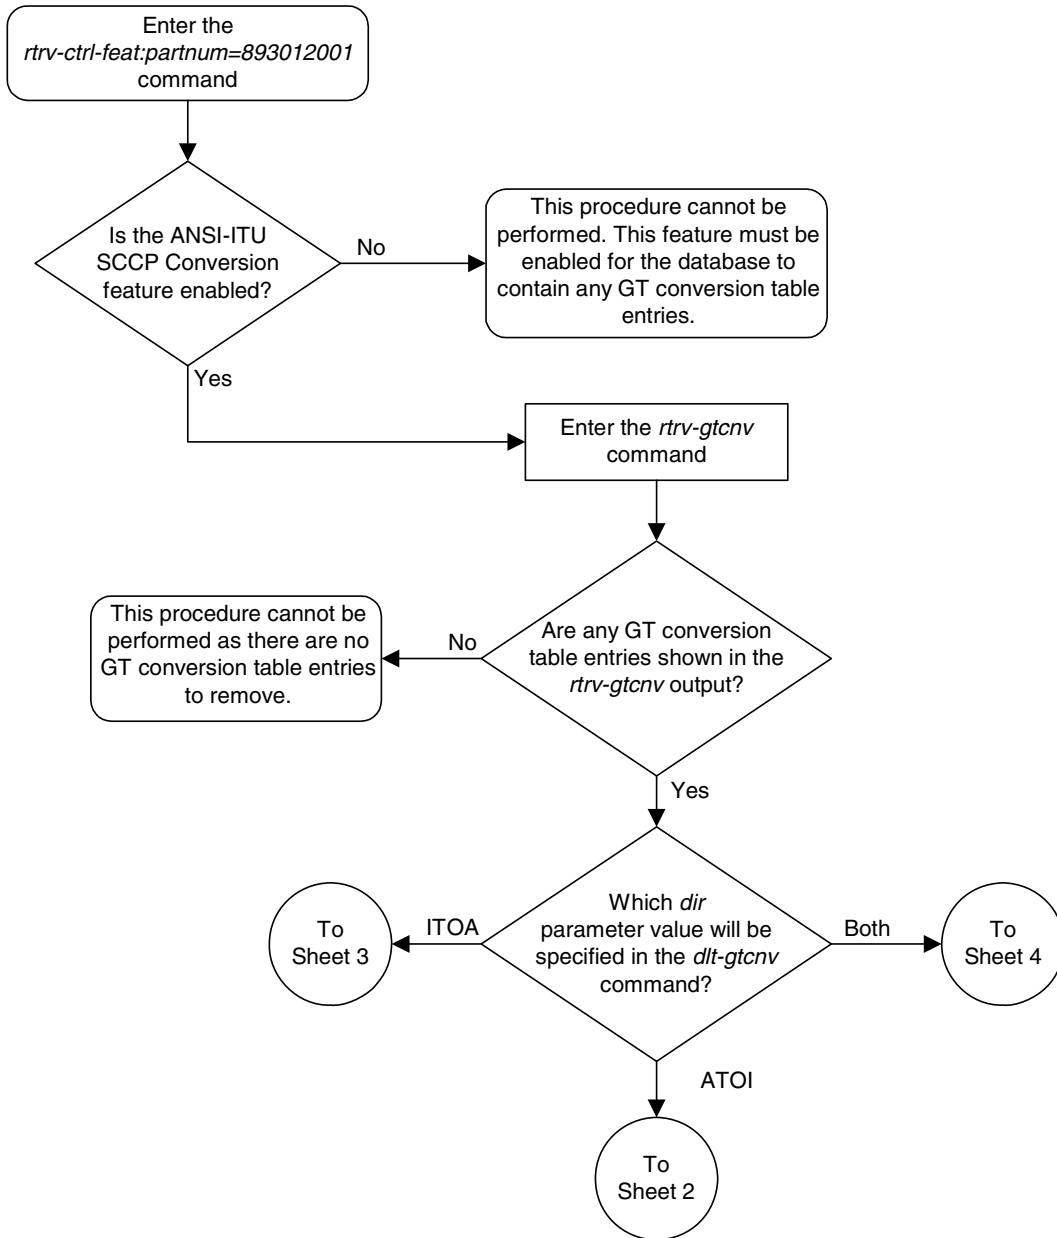 Enter the
rtrv-ctrl-feat:partnum=893012001
command
Is the ANSI-ITU
SCCP Conversion
feature enabled?
No
This procedure cannot be
performed. This feature must be
enabled for the database to
contain any GT conversion table
entries.
Yes
Enter the rtrv-gtcnv
command
Are any GT conversion
table entries shown in the
rtrv-gtcnv output?
No
This procedure cannot be
performed as there are no
GT conversion table entries
to remove.
Yes
Which dir
parameter value will be
specified in the dlt-gtcnv
command?
ITOA
To
Sheet 3
Both
To
Sheet 4
ATOI
To
Sheet 2